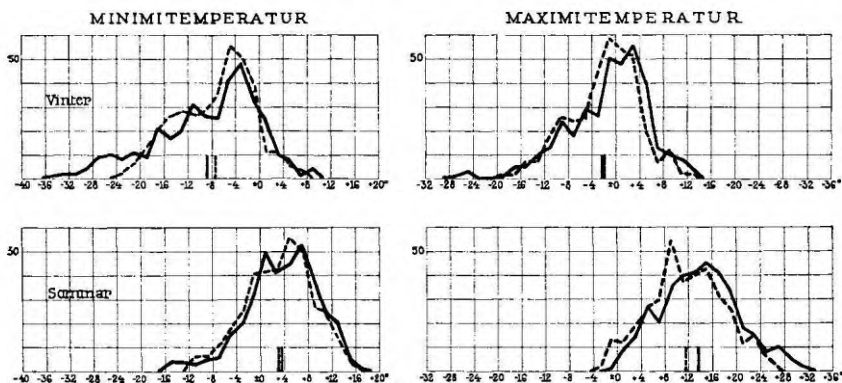 MINIMITEMPERATUR
MAXIMITEMPERATUR
50
Vinter
-40 -36 -32 -28 -24 -20 -16 -12 -8 -4 ±0 +4 +8 +12 +16 +20°
50
-32 -28 -24 -20 -16 -12 -8 -4 ±0 +4 +8 +12 +16 +20 +24 +28 +32 -36°
50
Sommar
-40 -36 -32 -28 -24 -20 -16 -12 -8 -4 ±0 +4 +8 +12 +16 +20°
50
-32 -28 -24 -20 -16 -12 -8 -4 ±0 +4 +8 +12 +16 +20 +24 +28 +32 +36°